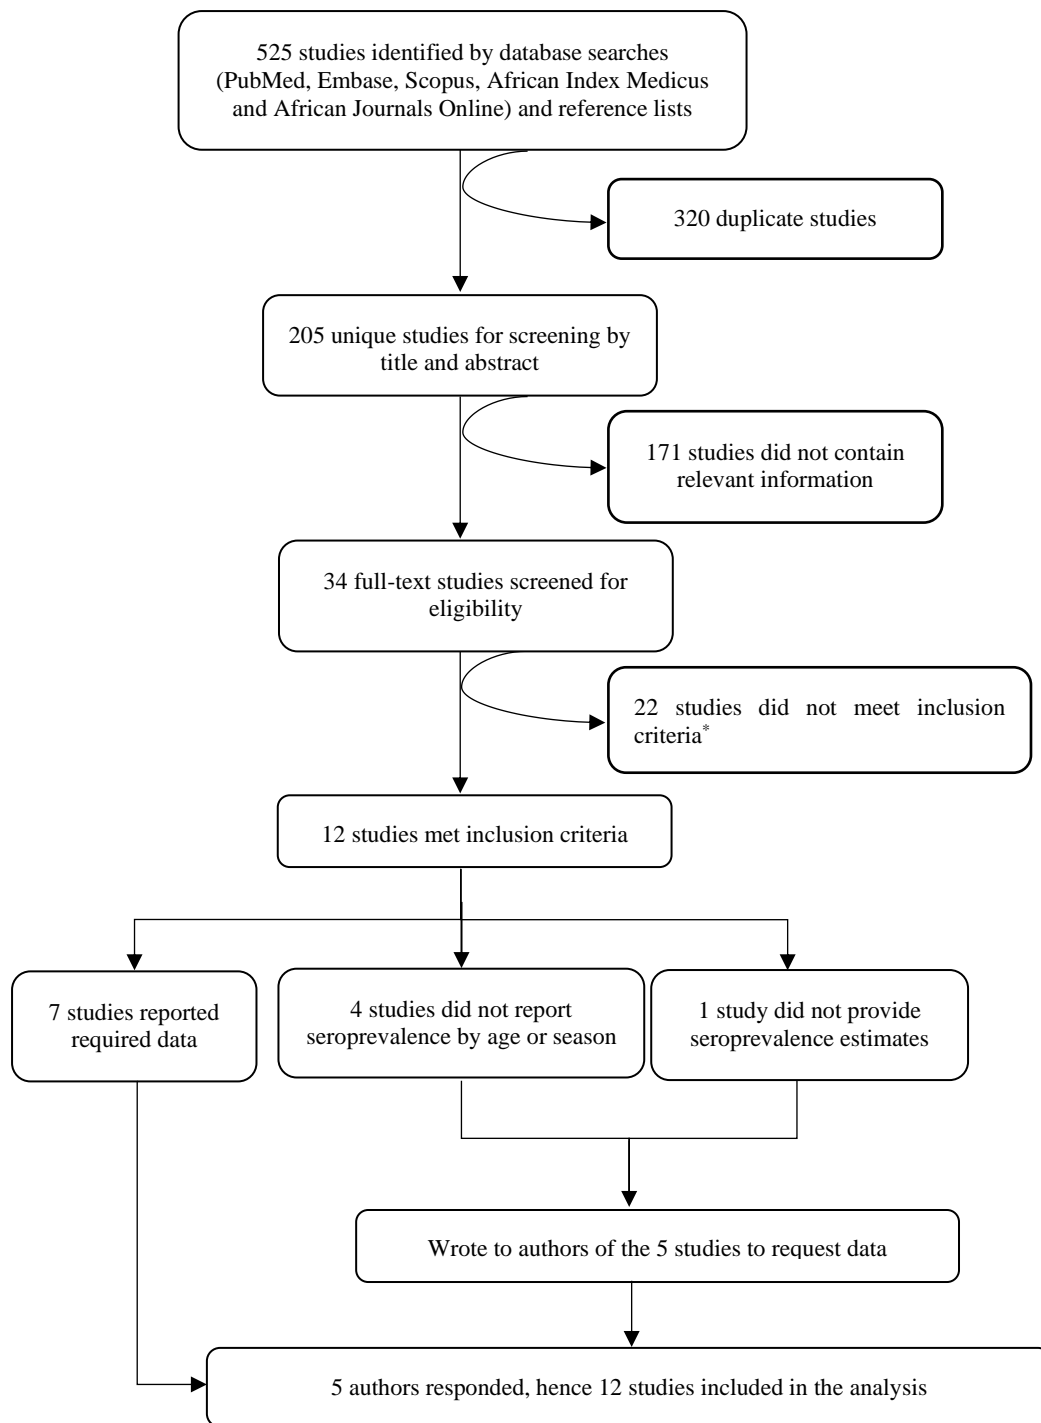 525 studies identified by database searches
(PubMed, Embase, Scopus, African Index Medicus
and African Journals Online) and reference lists
320 duplicate studies
205 unique studies for screening by
title and abstract
171 studies did not contain
relevant information
34 full-text studies screened for
eligibility
22 studies did not meet inclusion
criteria*
12 studies met inclusion criteria
7 studies reported
required data
4 studies did not report
seroprevalence by age or season
1 study did not provide
seroprevalence estimates
Wrote to authors of the 5 studies to request data
5 authors responded, hence 12 studies included in the analysis